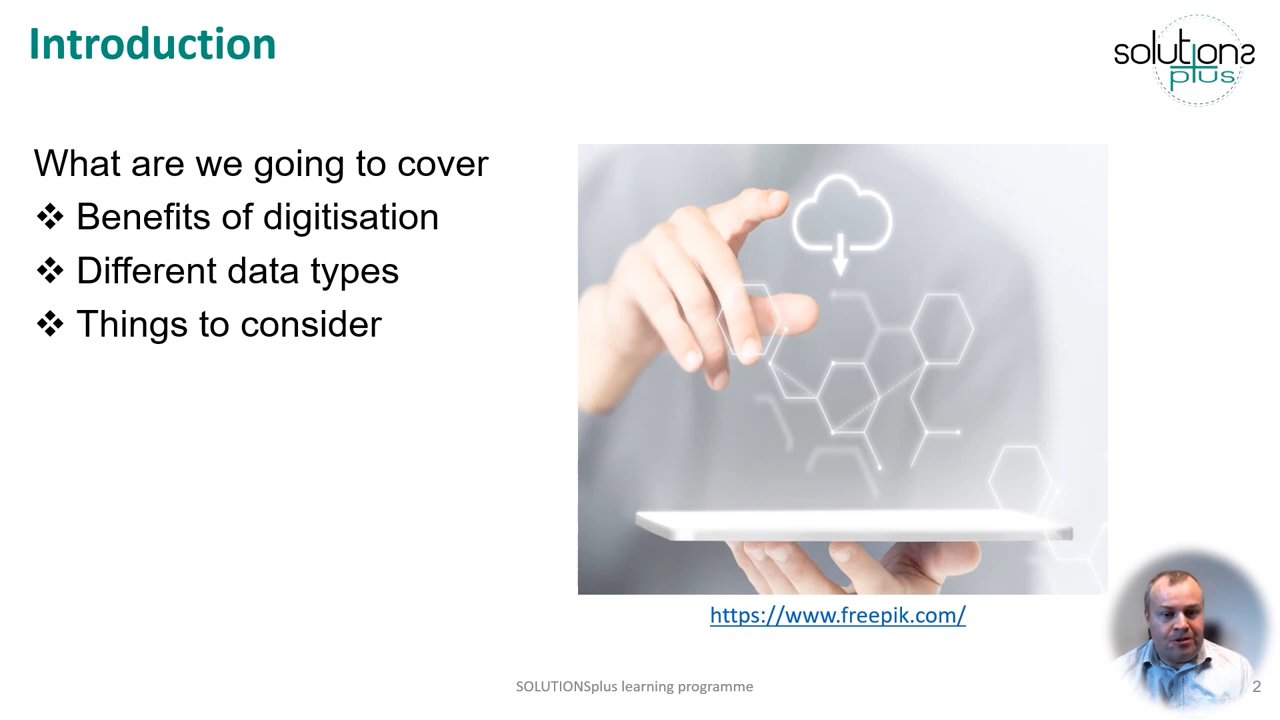 Introduction
solutions
plus
What are we going to cover
❖ Benefits of digitisation
❖ Different data types
❖ Things to consider
https://www.freepik.com/
SOLUTIONSplus learning programme
2